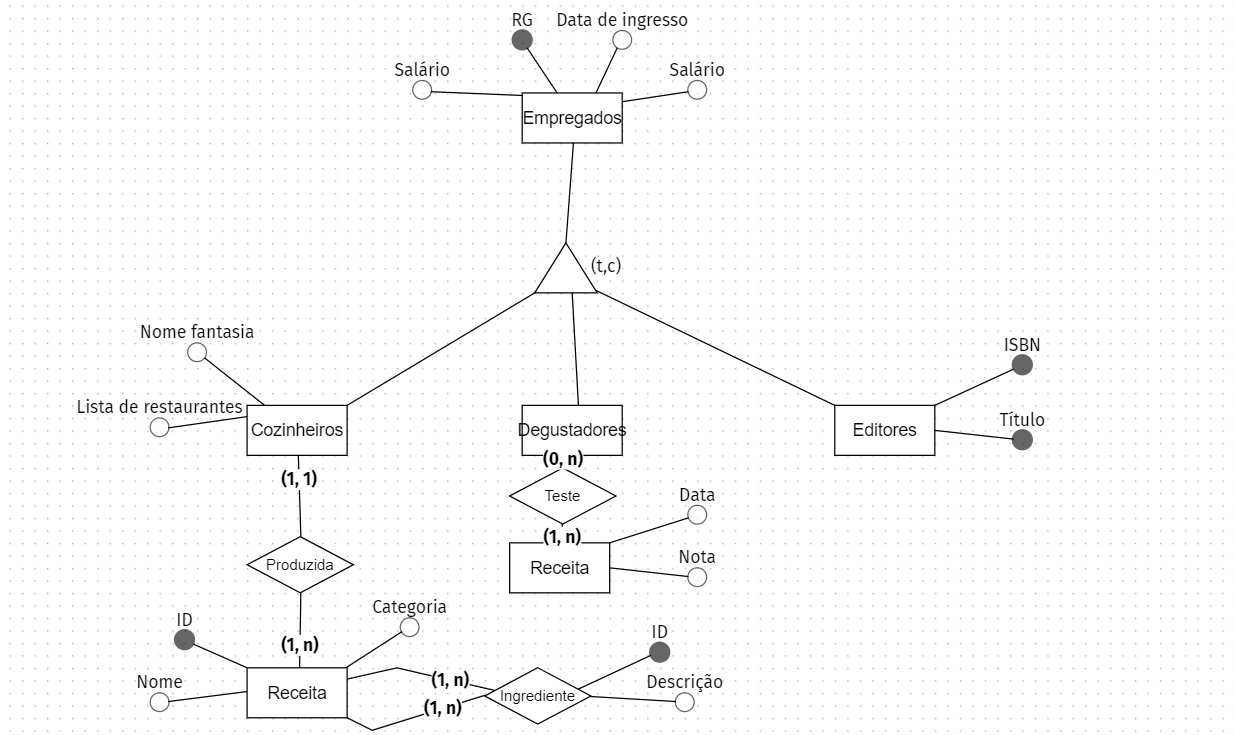 RG
Data de ingresso
Salário
Salário
Empregados
(t,c)
Nome fantasia
ISBN
Lista de restaurantes
Título
Cozinheiros
Degustadores
Editores
(0, n)
(1, 1)
Teste
Data
(1, n)
Nota
Produzida
Receita
Categoria
ID
ID
(1, n)
Nome
(1, n)
Descrição
Receita
Ingrediente
(1, n)